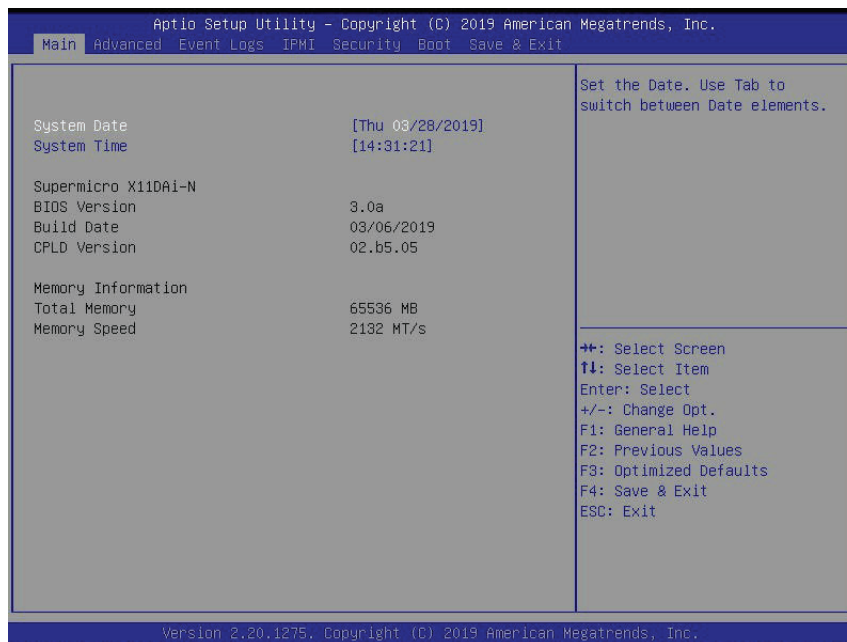 Aptio Setup Utility – Copyright (C) 2019 American Megatrends, Inc.
Main Advanced Event Logs IPMI Security Boot Save & Exit
System Date [Thu 03/28/2019]
System Time [14:31:21]
Supermicro X11DAi-N
BIOS Version 3.0a
Build Date 03/06/2019
CPLD Version 02.b5.05
Memory Information
Total Memory 65536 MB
Memory Speed 2132 MT/s
Set the Date. Use Tab to
switch between Date elements.
→←: Select Screen
↑↓: Select Item
Enter: Select
+/-: Change Opt.
F1: General Help
F2: Previous Values
F3: Optimized Defaults
F4: Save & Exit
ESC: Exit
Version 2.20.1275. Copyright (C) 2019 American Megatrends, Inc.